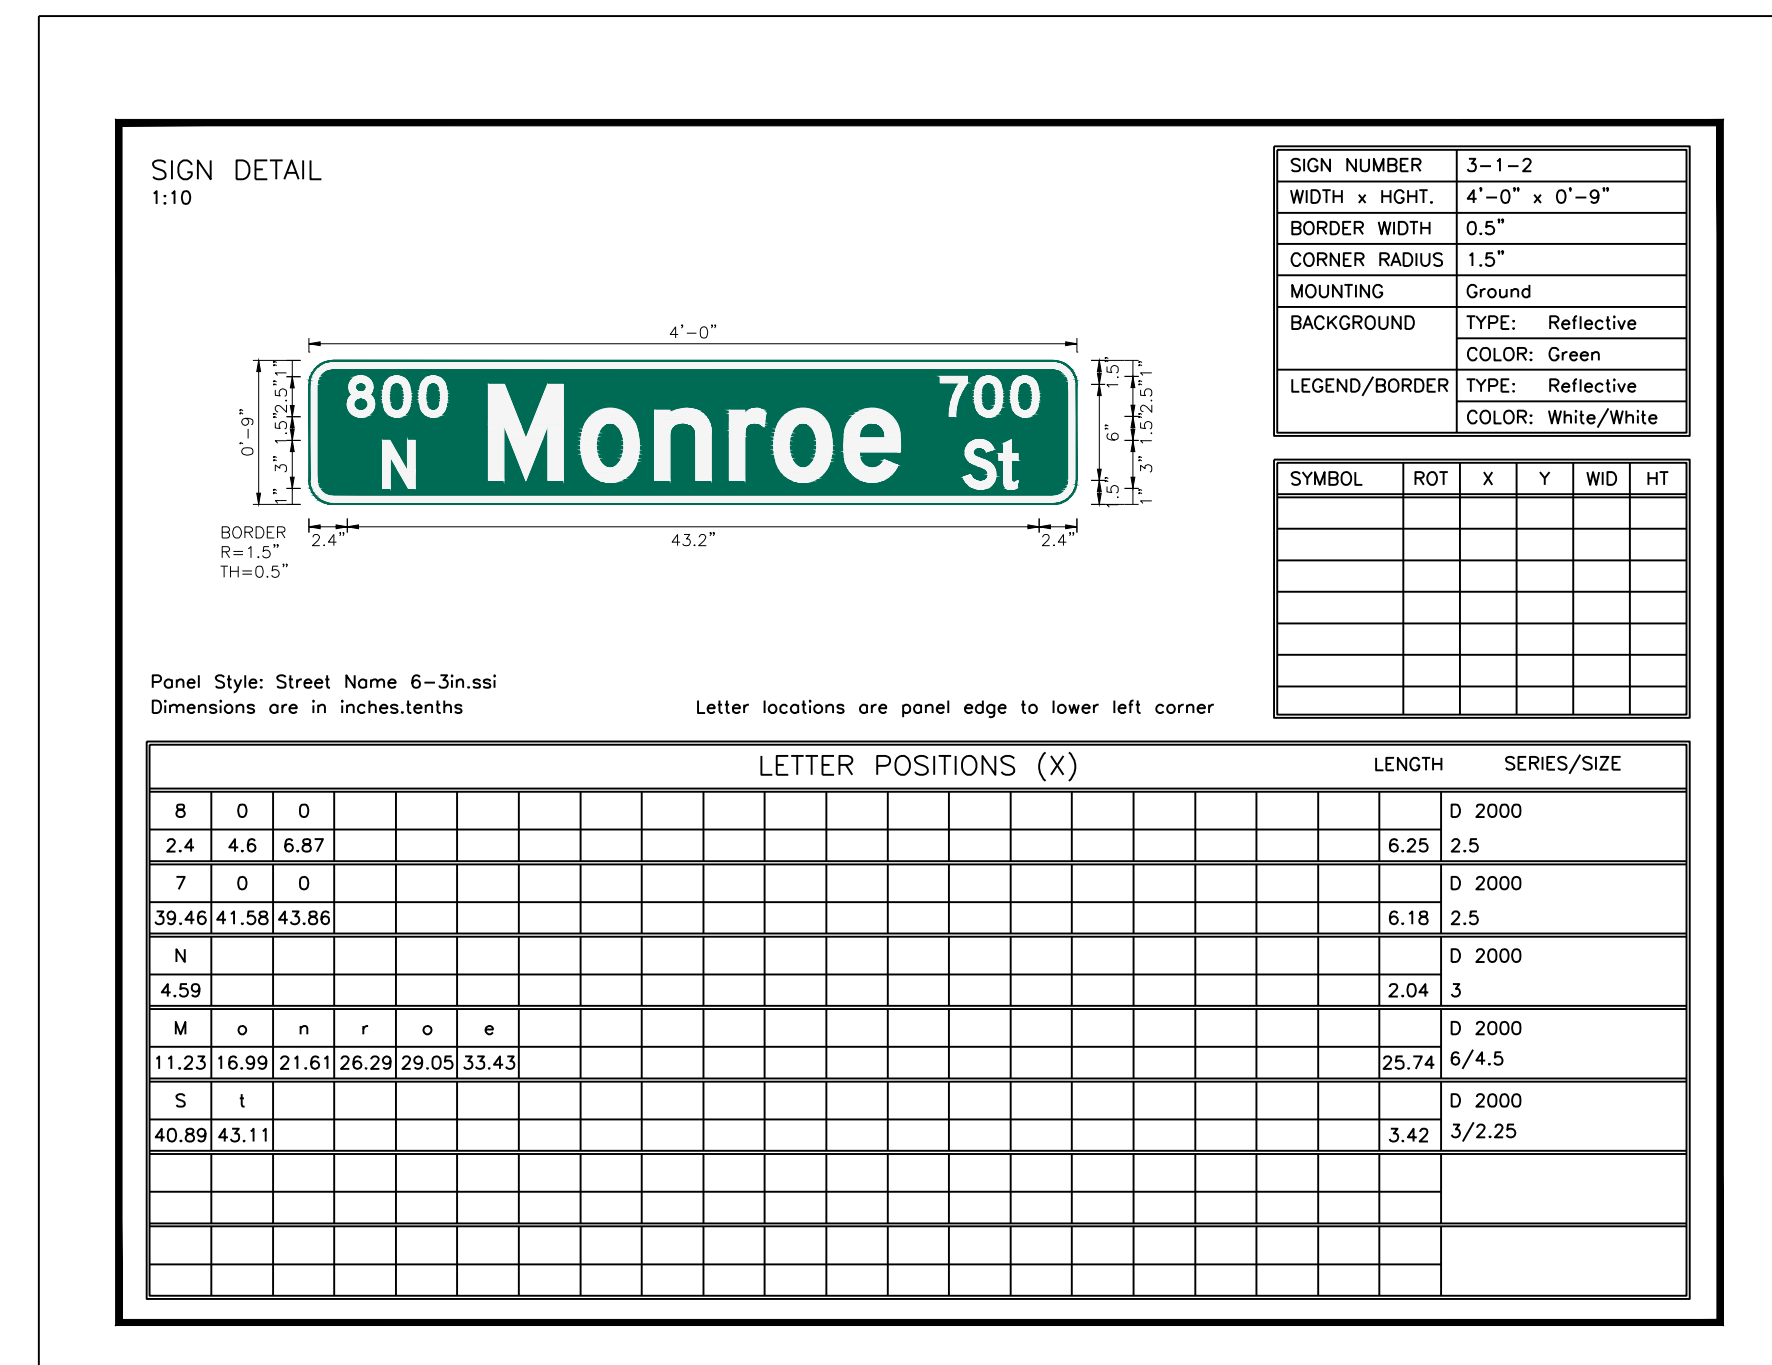 SIGN DETAIL
1:10
SIGN NUMBER 3-1-2
WIDTH x HGHT. 4'-0" x 0'-9"
BORDER WIDTH 0.5"
CORNER RADIUS 1.5"
MOUNTING Ground
BACKGROUND TYPE: Reflective
COLOR: Green
LEGEND/BORDER TYPE: Reflective
COLOR: White/White
4'-0"
0'-9"
1"
2.5"
1.5"
3"
1"
800 Monroe 700
N St
1.5"
6"
1.5"
1"
2.5"
1.5"
3"
1"
2.4" 43.2" 2.4"
BORDER
R=1.5"
TH=0.5"
SYMBOL ROT X Y WID HT
Panel Style: Street Name 6-3in.ssi
Dimensions are in inches.tenths
Letter locations are panel edge to lower left corner
LETTER POSITIONS (X) LENGTH SERIES/SIZE
8 0 0 D 2000
2.4 4.6 6.87 6.25 2.5
7 0 0 D 2000
39.46 41.58 43.86 6.18 2.5
N D 2000
4.59 2.04 3
M o n r o e D 2000
11.23 16.99 21.61 26.29 29.05 33.43 25.74 6/4.5
S t D 2000
40.89 43.11 3.42 3/2.25